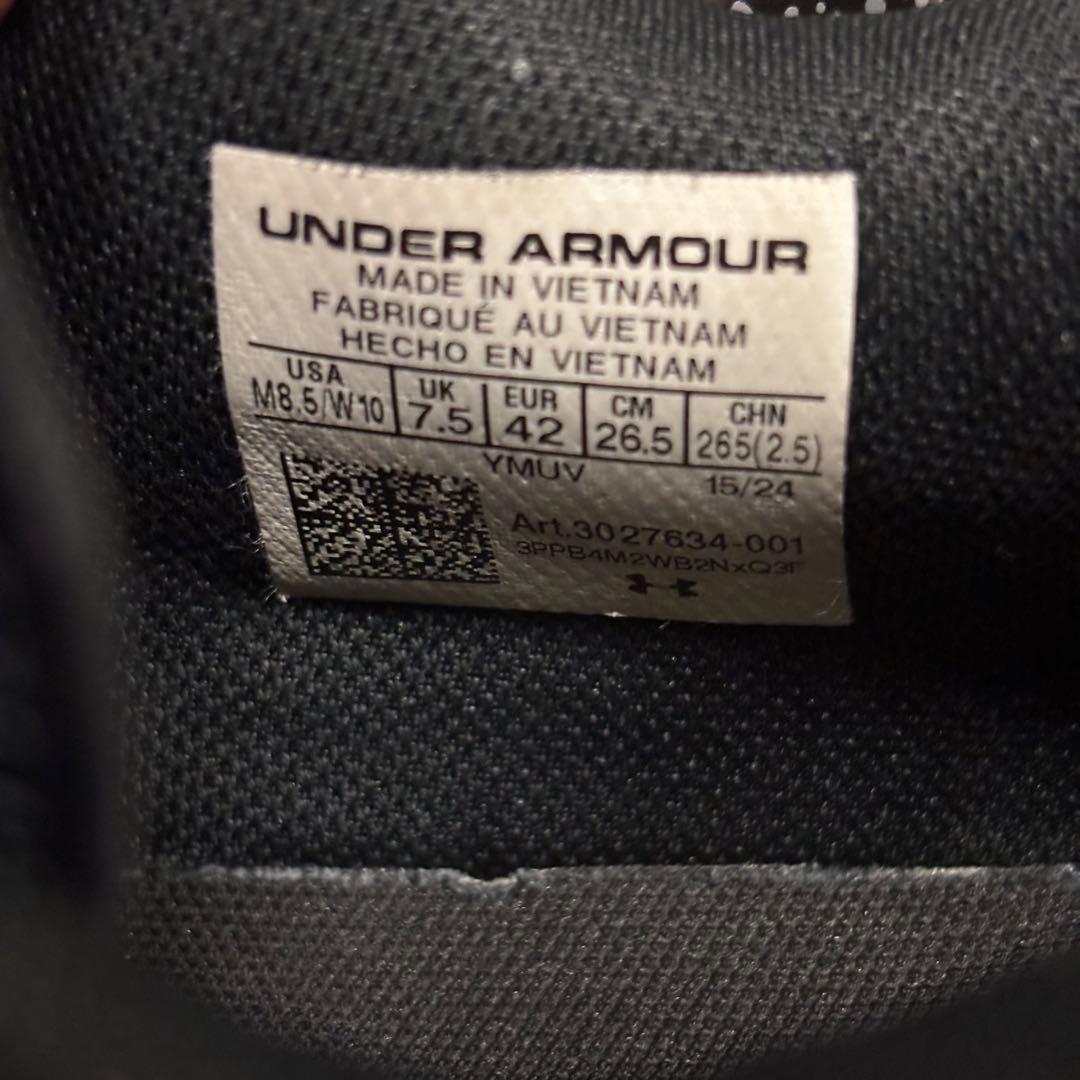 UNDER ARMOUR
MADE IN VIETNAM
FABRIQUÉ AU VIETNAM
HECHO EN VIETNAM
USA UK EUR CM CHN
M8.5/W10 7.5 42 26.5 265(2.5)
YMUV 15/24
Art.3027634-001
3PPB4M2WB2NxQ3F